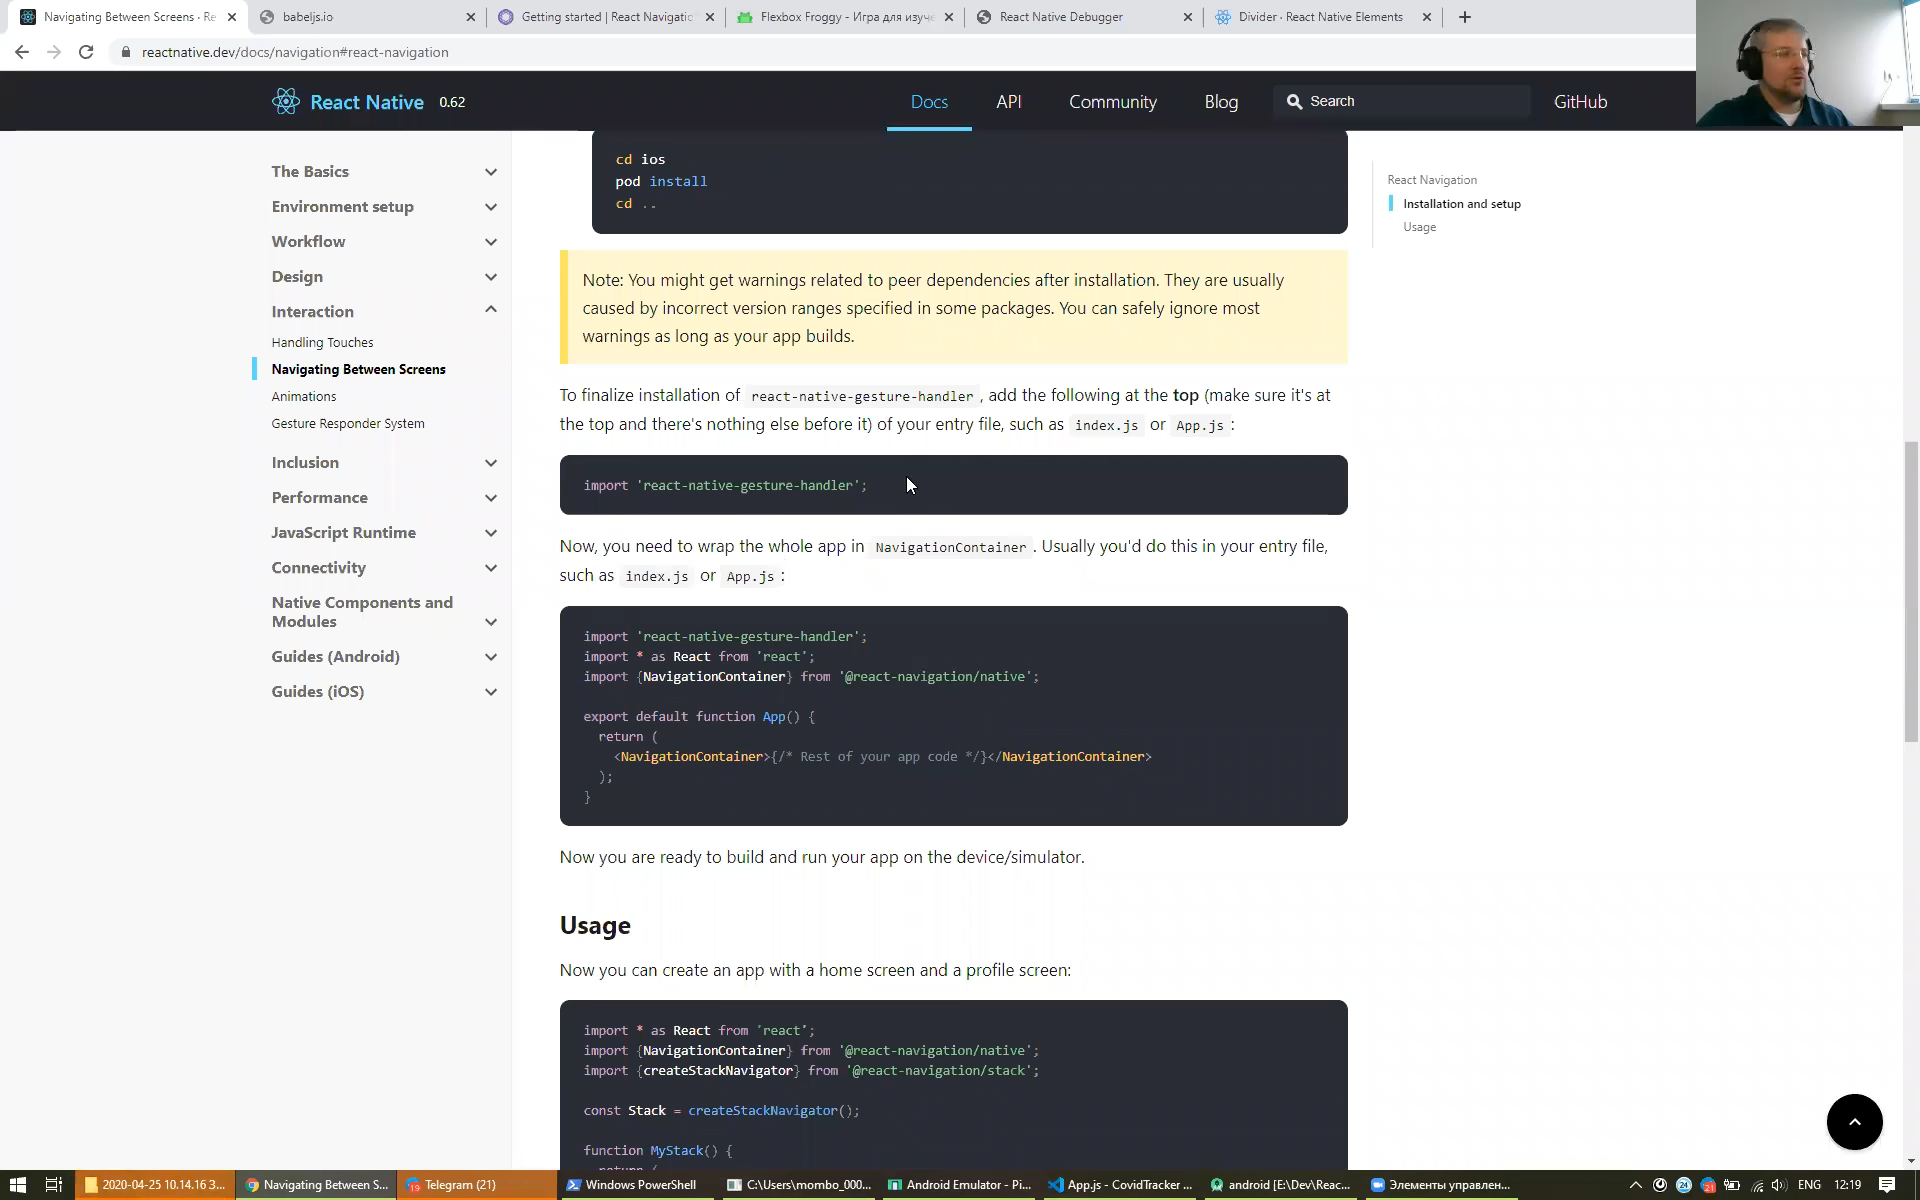 Navigating Between Screens · Re
babeljs.io
Getting started | React Navigatio
Flexbox Froggy - Игра для изуче
React Native Debugger
Divider · React Native Elements
reactnative.dev/docs/navigation#react-navigation
React Native 0.62
Docs
API
Community
Blog
Search
GitHub
The Basics
Environment setup
Workflow
Design
Interaction
Handling Touches
Navigating Between Screens
Animations
Gesture Responder System
Inclusion
Performance
JavaScript Runtime
Connectivity
Native Components and
Modules
Guides (Android)
Guides (iOS)
cd ios
pod install
cd ..
Note: You might get warnings related to peer dependencies after installation. They are usually
caused by incorrect version ranges specified in some packages. You can safely ignore most
warnings as long as your app builds.
To finalize installation of react-native-gesture-handler , add the following at the top (make sure it's at
the top and there's nothing else before it) of your entry file, such as index.js or App.js :
import 'react-native-gesture-handler';
Now, you need to wrap the whole app in NavigationContainer . Usually you'd do this in your entry file,
such as index.js or App.js :
import 'react-native-gesture-handler';
import * as React from 'react';
import {NavigationContainer} from '@react-navigation/native';
export default function App() {
return (
<NavigationContainer>{/* Rest of your app code */}</NavigationContainer>
);
}
Now you are ready to build and run your app on the device/simulator.
Usage
Now you can create an app with a home screen and a profile screen:
import * as React from 'react';
import {NavigationContainer} from '@react-navigation/native';
import {createStackNavigator} from '@react-navigation/stack';
const Stack = createStackNavigator();
function MyStack() {
return (
React Navigation
Installation and setup
Usage
2020-04-25 10.14.16 3...
Navigating Between S...
Telegram (21)
Windows PowerShell
C:\Users\mombo_000...
Android Emulator - Pi...
App.js - CovidTracker ...
android [E:\Dev\Reac...
Элементы управлен...
24
21
ENG
12:19